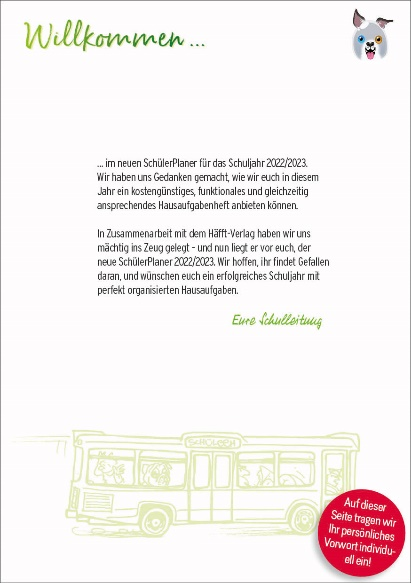 Willkommen ...
... im neuen SchülerPlaner für das Schuljahr 2022/2023.
Wir haben uns Gedanken gemacht, wie wir euch in diesem
Jahr ein kostengünstiges, funktionales und gleichzeitig
ansprechendes Hausaufgabenheft anbieten können.
In Zusammenarbeit mit dem Häfft-Verlag haben wir uns
mächtig ins Zeug gelegt - und nun liegt er vor euch, der
neue SchülerPlaner 2022/2023. Wir hoffen, ihr findet Gefallen
daran, und wünschen euch ein erfolgreiches Schuljahr mit
perfekt organisierten Hausaufgaben.
Eure Schulleitung
Auf dieser
Seite tragen wir
Ihr persönliches
Vorwort individu-
ell ein!